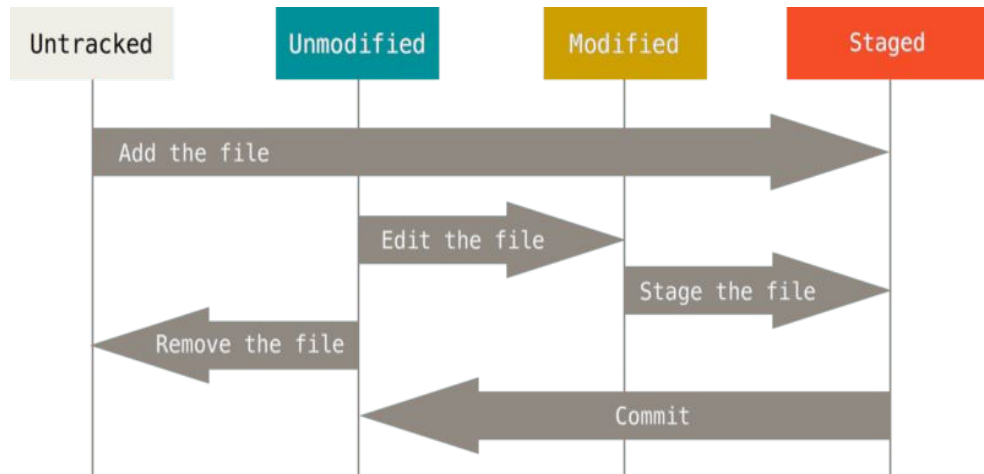 Untracked
Unmodified
Modified
Staged
Add the file
Edit the file
Stage the file
Remove the file
Commit